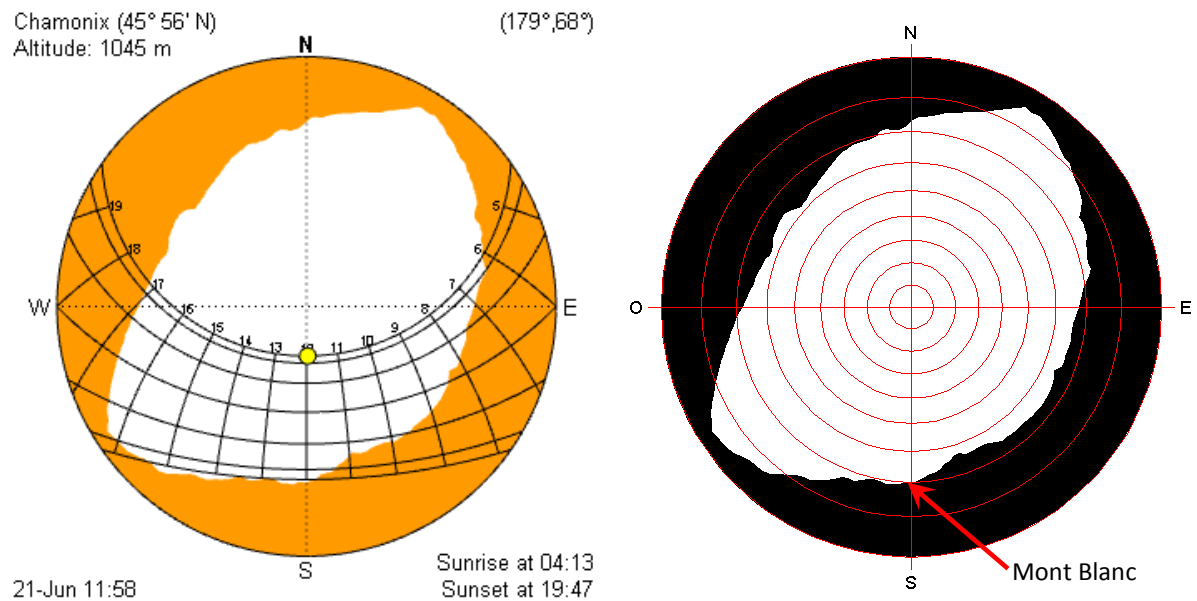 Chamonix (45° 56' N)
(179°,68°)
Altitude: 1045 m
N
19
18
17
16
15
14
13
12
11
10
9
8
7
6
5
W
E
S
21-Jun 11:58
Sunrise at 04:13
Sunset at 19:47
N
O
E
S
Mont Blanc